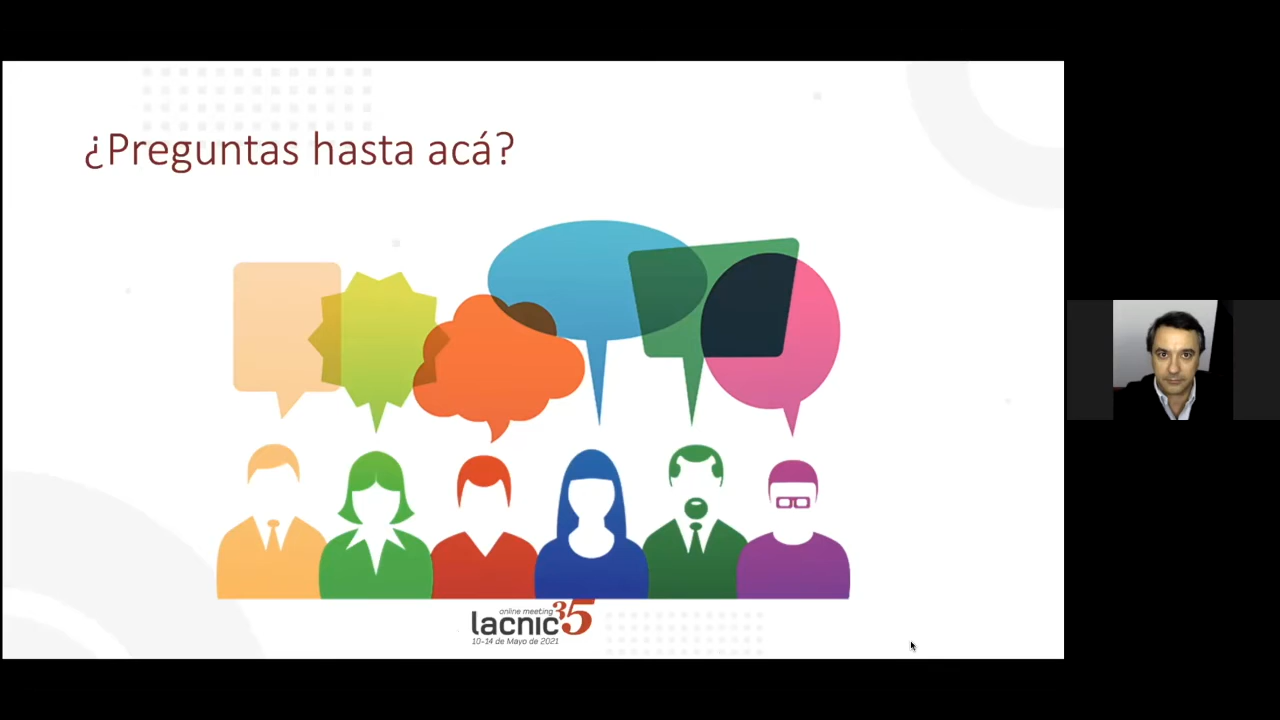 ¿Preguntas hasta acá?
online meeting
lacnic35
10-14 de Mayo de 2021